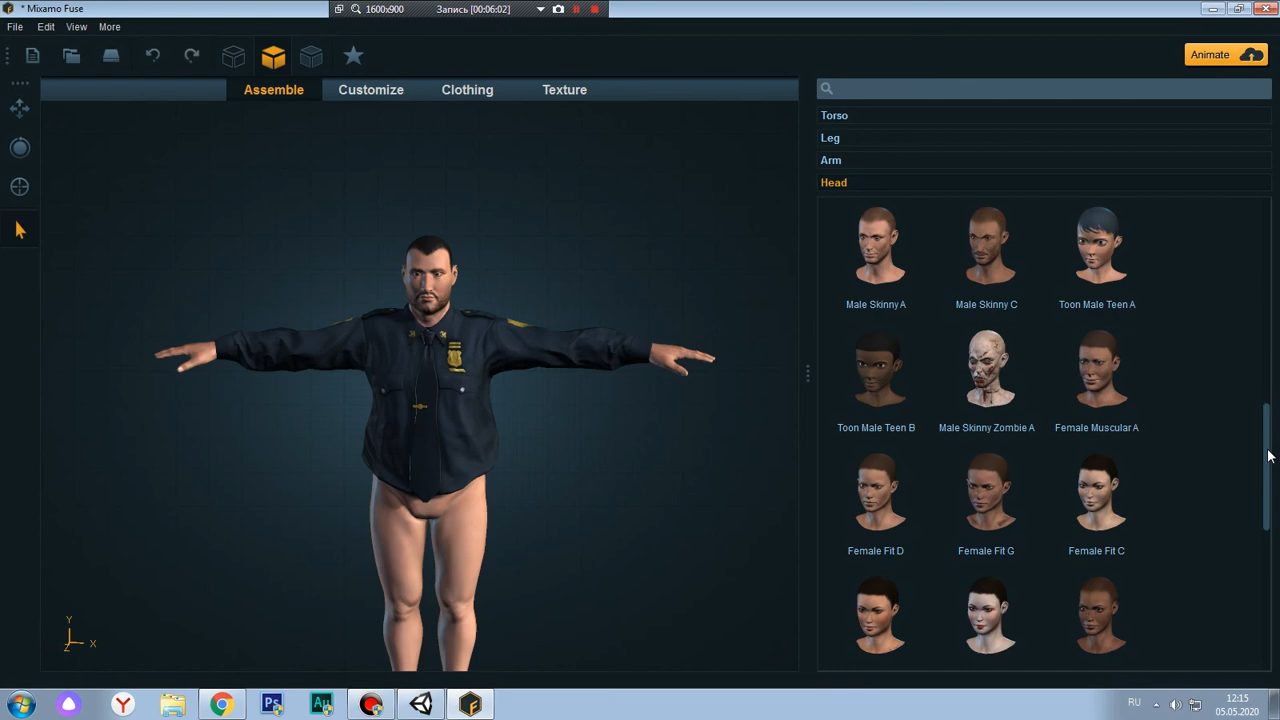 * Mixamo Fuse
1600x900
Запись [00:06:02]
File Edit View More
Animate
Assemble Customize Clothing Texture
Torso
Leg
Arm
Head
Male Skinny A Male Skinny C Toon Male Teen A
Toon Male Teen B Male Skinny Zombie A Female Muscular A
Female Fit D Female Fit G Female Fit C
Y
Z X
Y Ps Au F
RU
12:15
05.05.2020